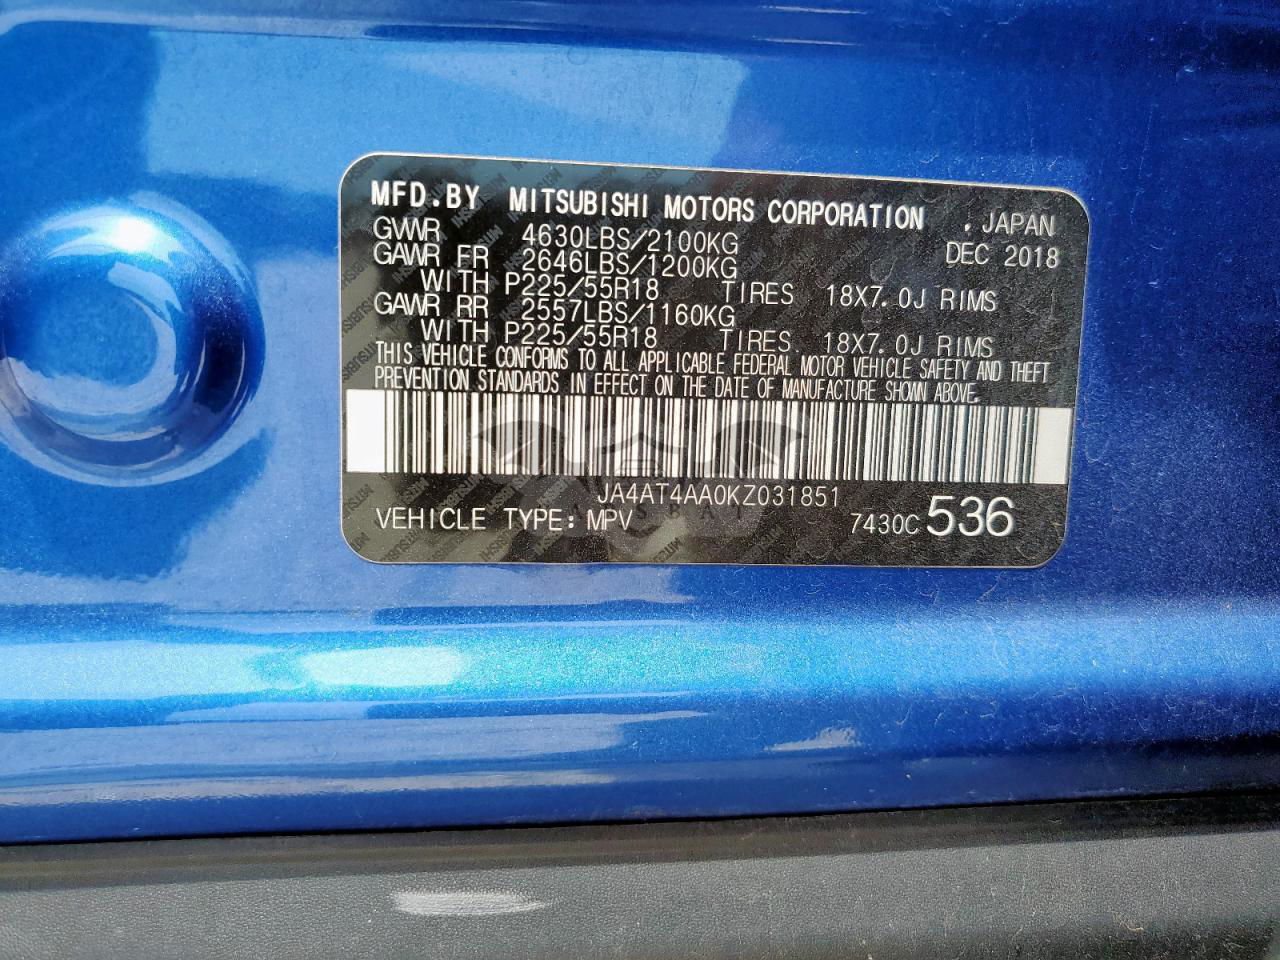 MFD.BY MITSUBISHI MOTORS CORPORATION . JAPAN
GVWR 4630LBS/2100KG DEC 2018
GAWR FR 2646LBS/1200KG
WITH P225/55R18 TIRES 18X7.0J RIMS
GAWR RR 2557LBS/1160KG
WITH P225/55R18 TIRES. 18X7.0J RIMS
THIS VEHICLE CONFORMS TO ALL APPLICABLE FEDERAL MOTOR VEHICLE SAFETY AND THEFT
PREVENTION STANDARDS IN EFFECT ON THE DATE OF MANUFACTURE SHOWN ABOVE.
JA4AT4AA0KZ031851
VEHICLE TYPE: MPV 7430C 536